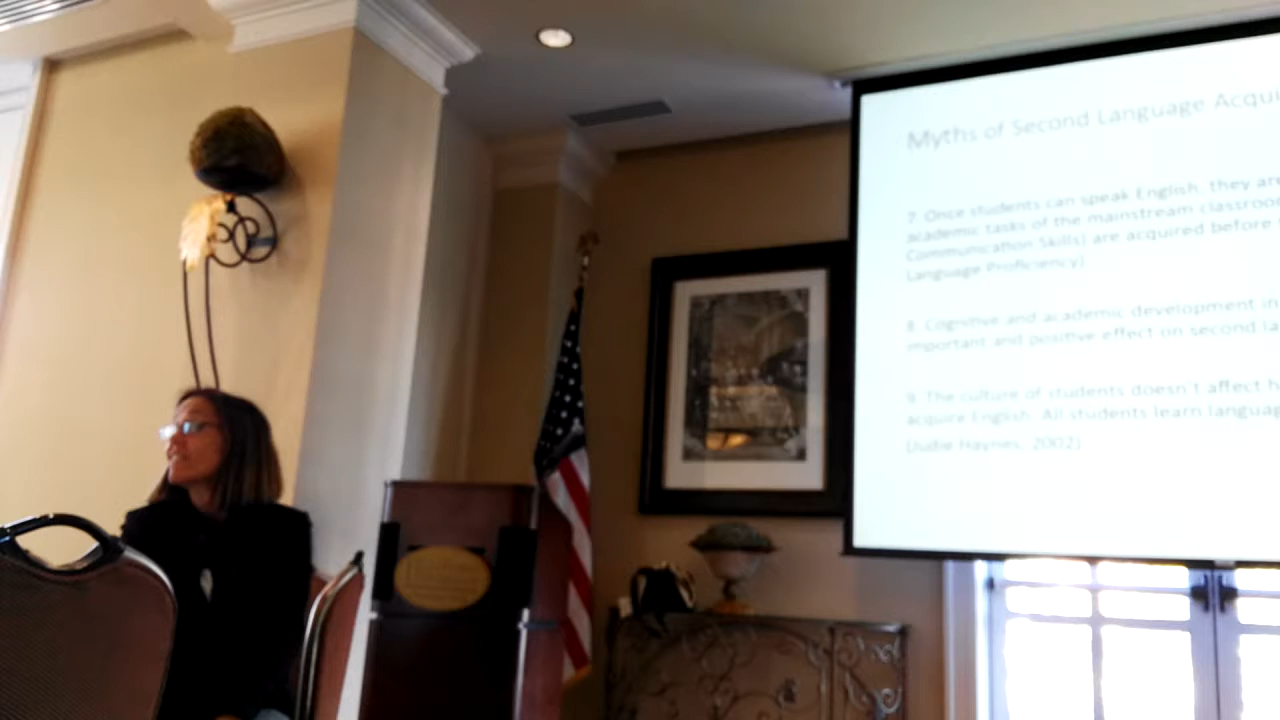 Myths of Second Language Acqui
7. Once students can speak English, they are
academic tasks of the mainstream classroo
Communication Skills) are acquired before
Language Proficiency)
8. Cognitive and academic development in
important and positive effect on second la
9. The culture of students doesn't affect h
acquire English. All students learn languag
(Judie Haynes, 2002)